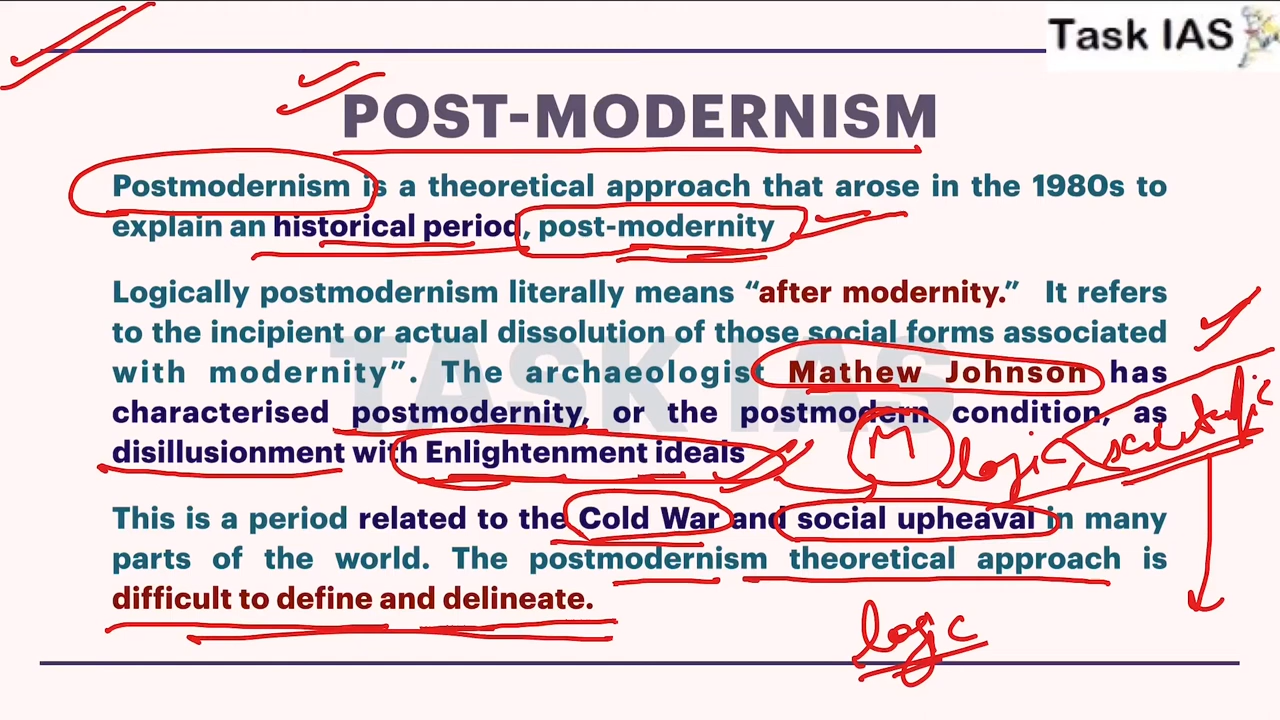 Task IAS
POST-MODERNISM
Postmodernism is a theoretical approach that arose in the 1980s to
explain an historical period, post-modernity
Logically postmodernism literally means “after modernity.” It refers
to the incipient or actual dissolution of those social forms associated
with modernity”. The archaeologist Mathew Johnson has
characterised postmodernity, or the postmodern condition, as
disillusionment with Enlightenment ideals
M
logic,
This is a period related to the Cold War and social upheaval in many
parts of the world. The postmodernism theoretical approach is
difficult to define and delineate.
logic
TASK IAS